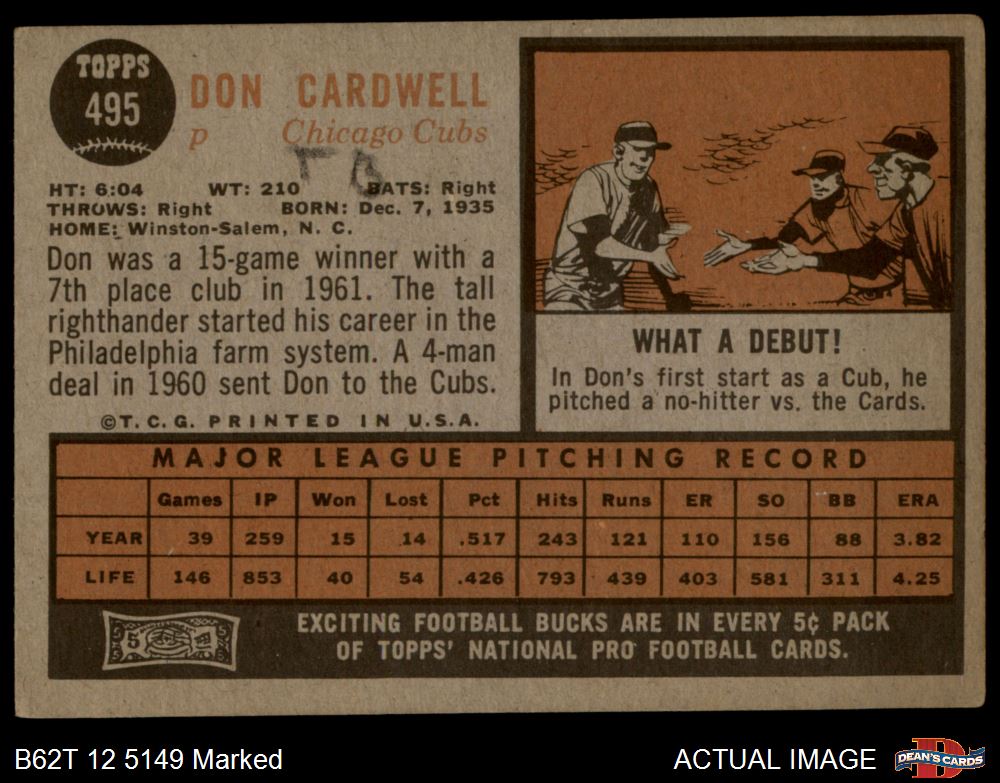 TOPPS
495
DON CARDWELL
p Chicago Cubs
T B
HT: 6:04 WT: 210 BATS: Right
THROWS: Right BORN: Dec. 7, 1935
HOME: Winston-Salem, N. C.
Don was a 15-game winner with a
7th place club in 1961. The tall
righthander started his career in the
Philadelphia farm system. A 4-man
deal in 1960 sent Don to the Cubs.
©T. C. G. PRINTED IN U.S.A.
WHAT A DEBUT!
In Don's first start as a Cub, he
pitched a no-hitter vs. the Cards.
MAJOR LEAGUE PITCHING RECORD
Games IP Won Lost Pct Hits Runs ER SO BB ERA
YEAR 39 259 15 14 .517 243 121 110 156 88 3.82
LIFE 146 853 40 54 .426 793 439 403 581 311 4.25
5 1
EXCITING FOOTBALL BUCKS ARE IN EVERY 5¢ PACK
OF TOPPS' NATIONAL PRO FOOTBALL CARDS.
B62T 12 5149 Marked
ACTUAL IMAGE
D
DEAN'S CARDS